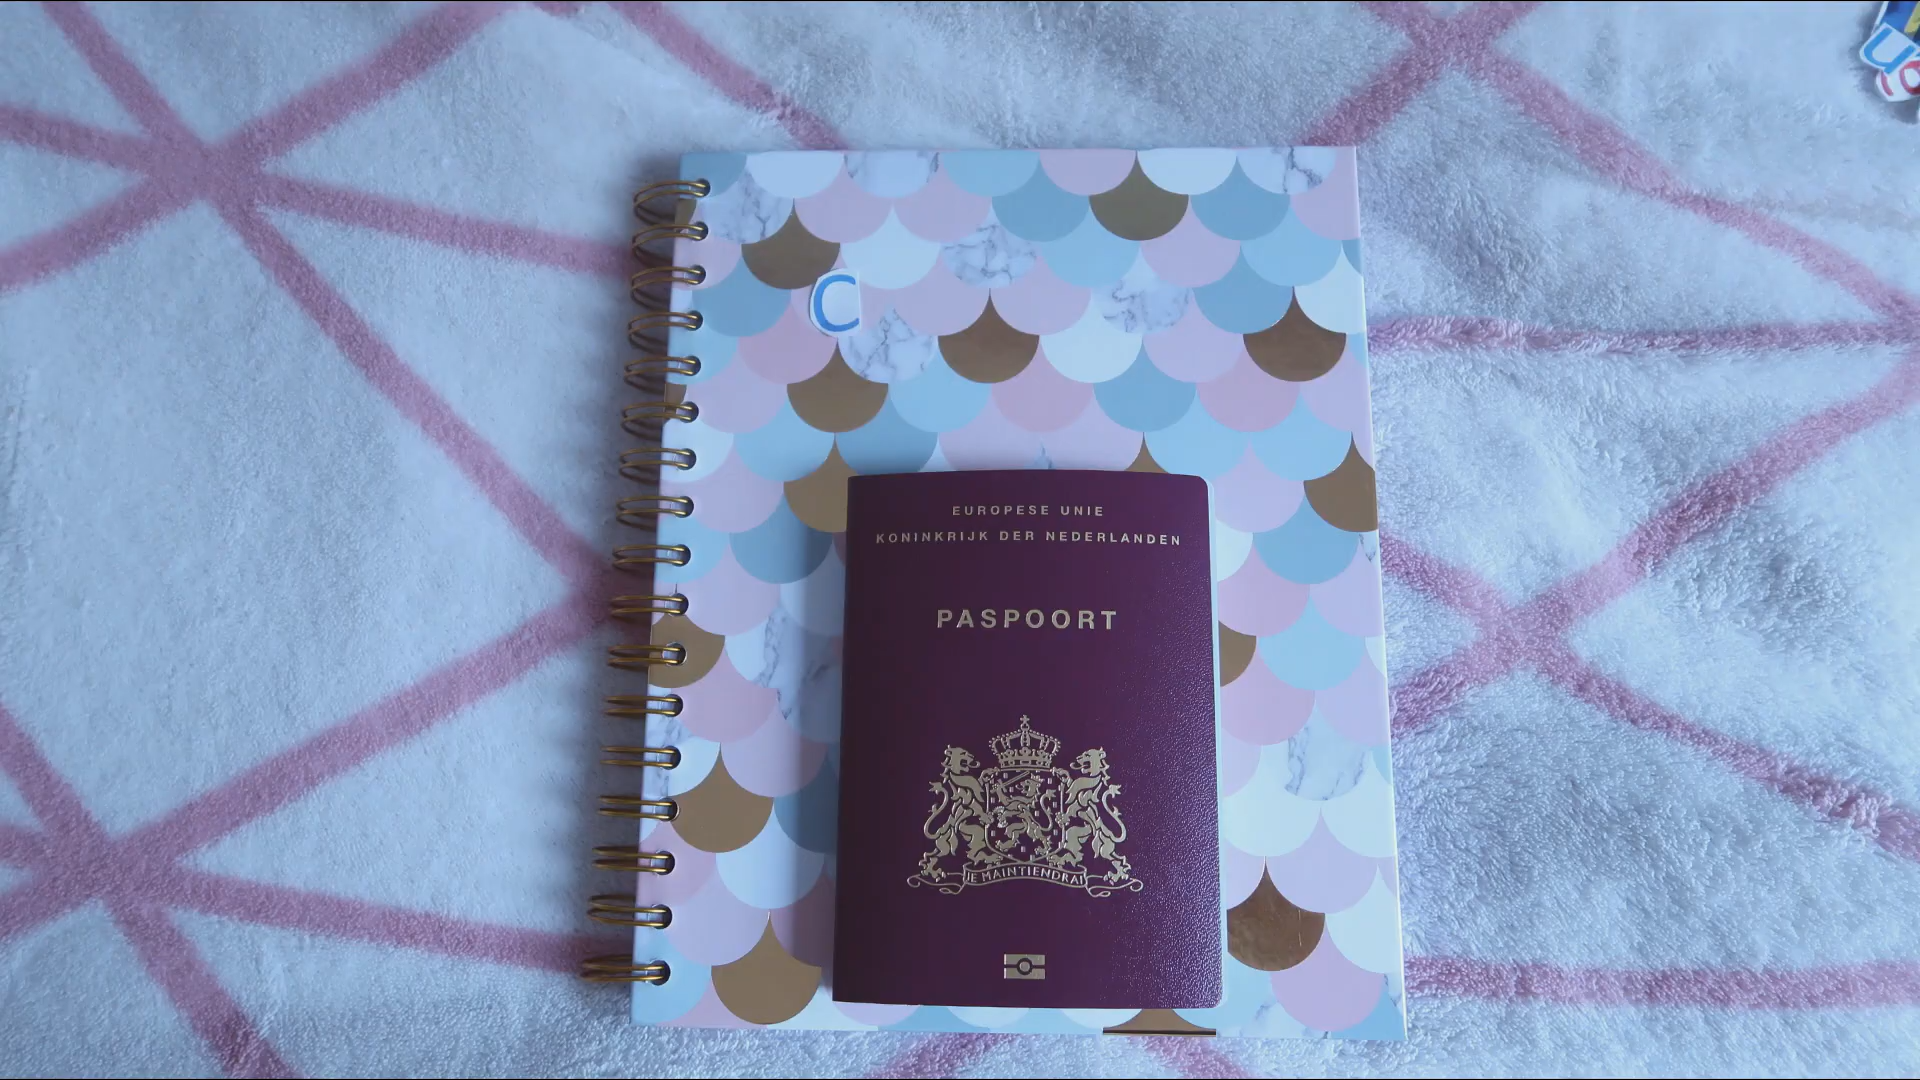 u
C
EUROPESE UNIE
KONINKRIJK DER NEDERLANDEN
PASPOORT
JE MAINTIENDRAI